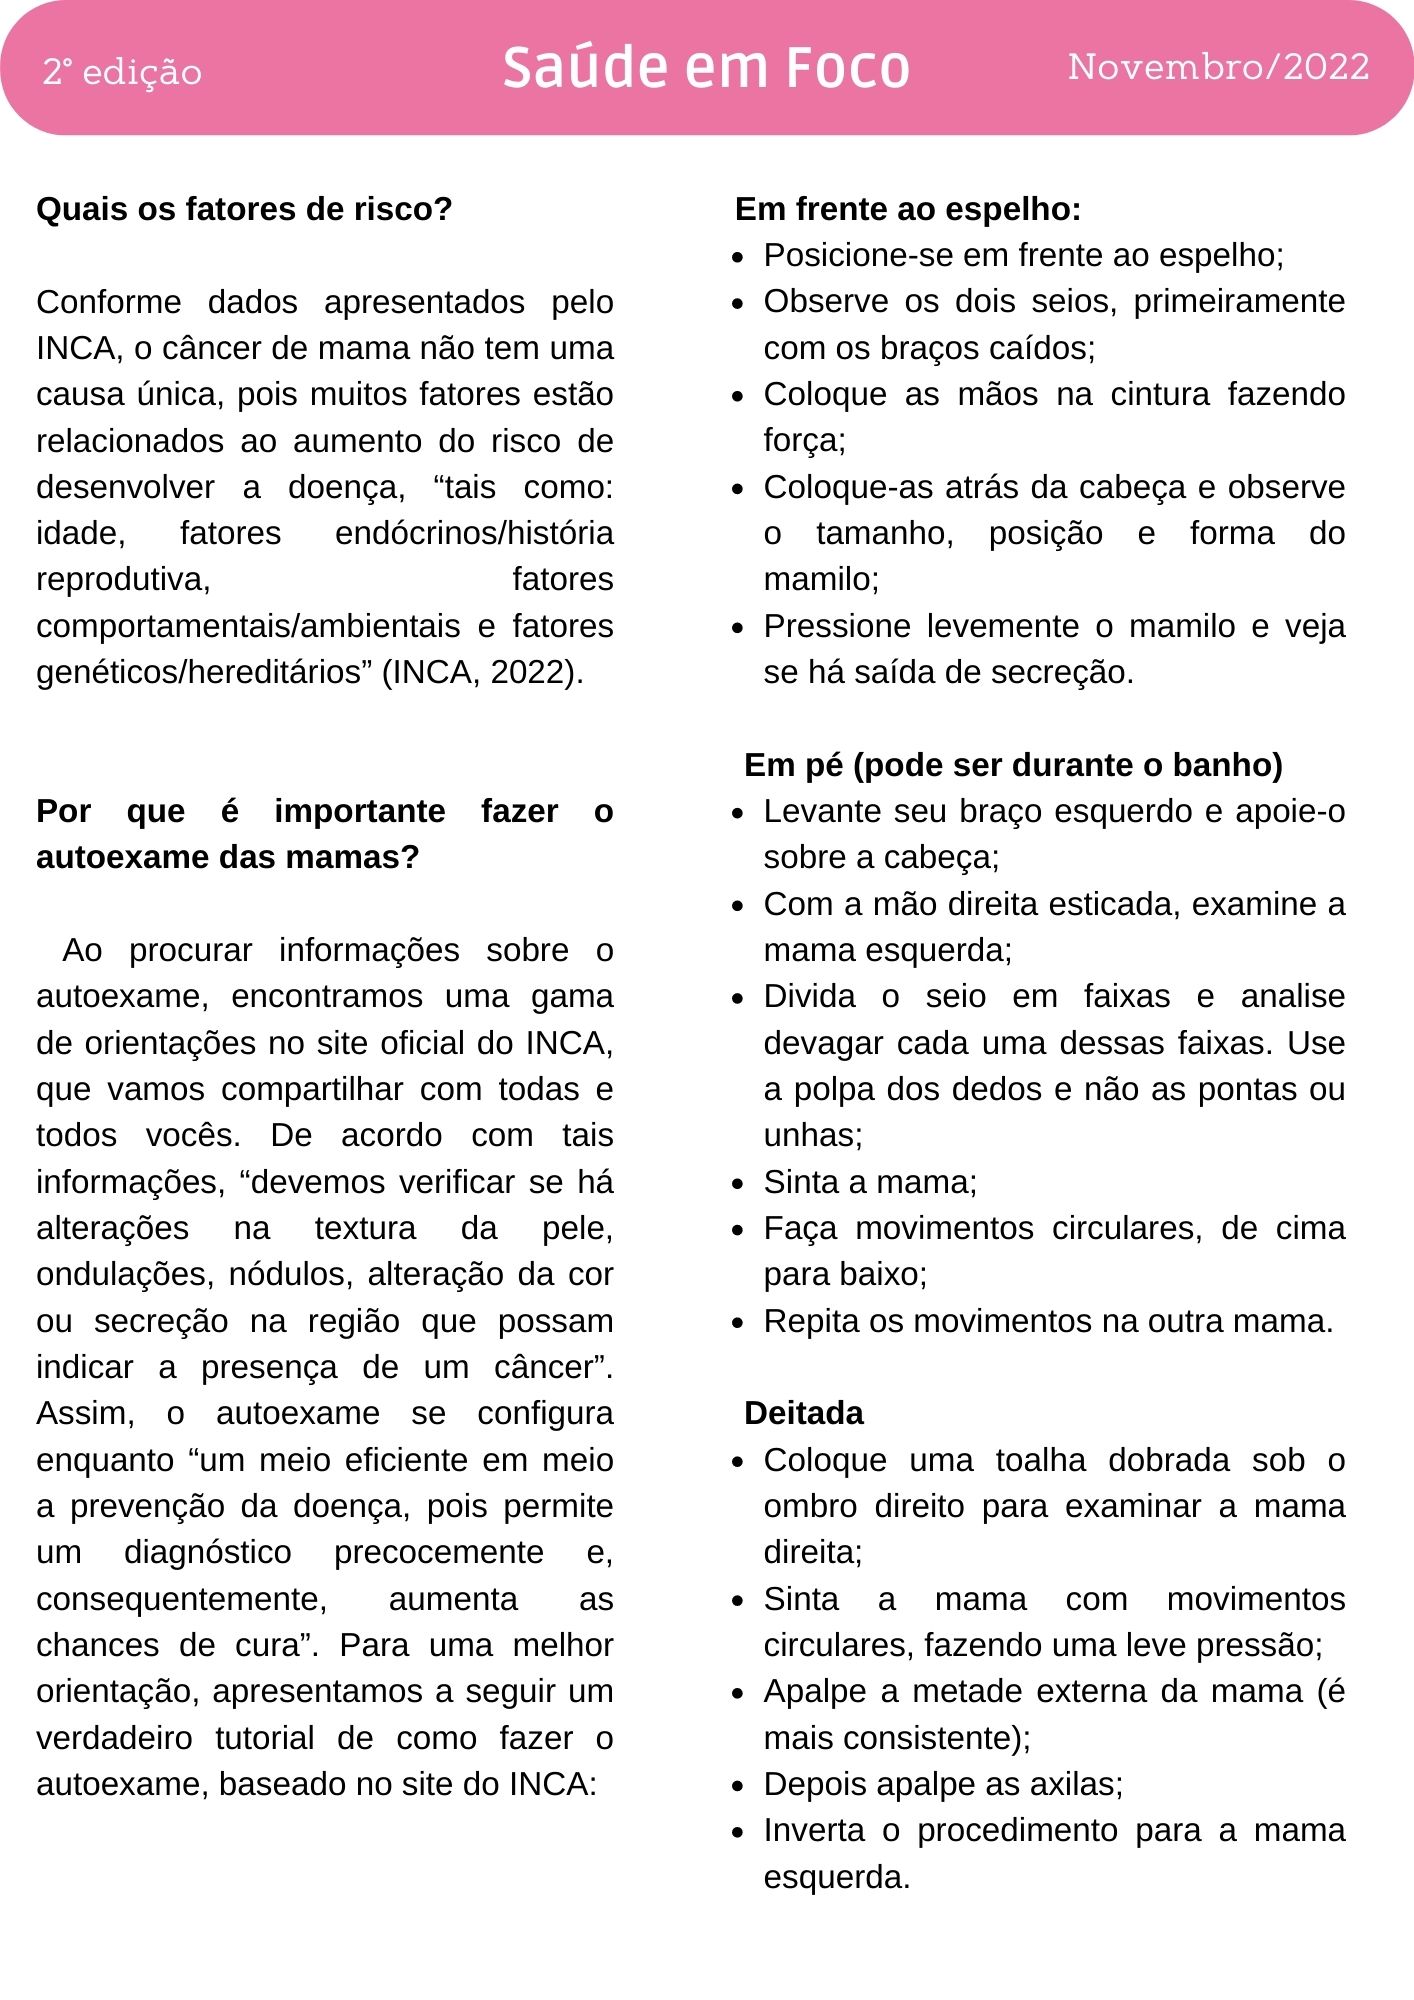 2° edição
Saúde em Foco
Novembro/2022
Quais os fatores de risco?
Conforme dados apresentados pelo
INCA, o câncer de mama não tem uma
causa única, pois muitos fatores estão
relacionados ao aumento do risco de
desenvolver a doença, “tais como:
idade, fatores endócrinos/história
reprodutiva, fatores
comportamentais/ambientais e fatores
genéticos/hereditários” (INCA, 2022).
Por que é importante fazer o
autoexame das mamas?
Ao procurar informações sobre o
autoexame, encontramos uma gama
de orientações no site oficial do INCA,
que vamos compartilhar com todas e
todos vocês. De acordo com tais
informações, “devemos verificar se há
alterações na textura da pele,
ondulações, nódulos, alteração da cor
ou secreção na região que possam
indicar a presença de um câncer”.
Assim, o autoexame se configura
enquanto “um meio eficiente em meio
a prevenção da doença, pois permite
um diagnóstico precocemente e,
consequentemente, aumenta as
chances de cura”. Para uma melhor
orientação, apresentamos a seguir um
verdadeiro tutorial de como fazer o
autoexame, baseado no site do INCA:
Em frente ao espelho:
• Posicione-se em frente ao espelho;
• Observe os dois seios, primeiramente
com os braços caídos;
• Coloque as mãos na cintura fazendo
força;
• Coloque-as atrás da cabeça e observe
o tamanho, posição e forma do
mamilo;
• Pressione levemente o mamilo e veja
se há saída de secreção.
Em pé (pode ser durante o banho)
• Levante seu braço esquerdo e apoie-o
sobre a cabeça;
• Com a mão direita esticada, examine a
mama esquerda;
• Divida o seio em faixas e analise
devagar cada uma dessas faixas. Use
a polpa dos dedos e não as pontas ou
unhas;
• Sinta a mama;
• Faça movimentos circulares, de cima
para baixo;
• Repita os movimentos na outra mama.
Deitada
• Coloque uma toalha dobrada sob o
ombro direito para examinar a mama
direita;
• Sinta a mama com movimentos
circulares, fazendo uma leve pressão;
• Apalpe a metade externa da mama (é
mais consistente);
• Depois apalpe as axilas;
• Inverta o procedimento para a mama
esquerda.